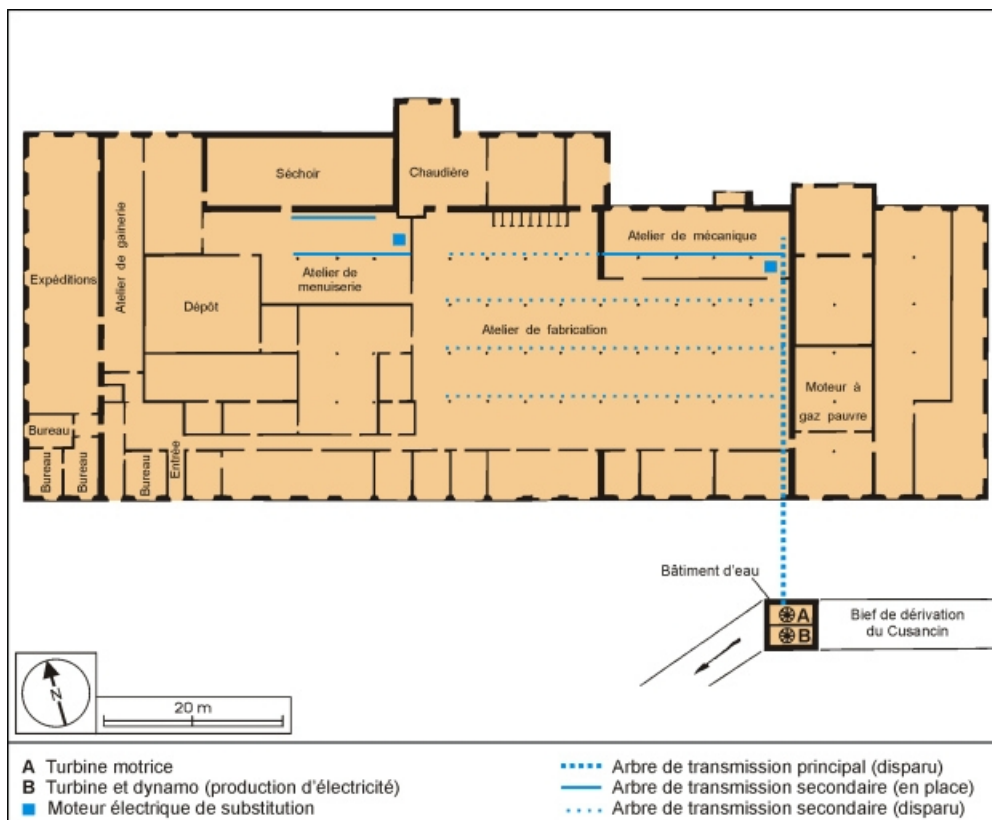 Séchoir
Chaudière
Atelier de mécanique
Atelier de gainerie
Expéditions
Atelier de
menuiserie
Dépôt
Atelier de fabrication
Moteur à
gaz pauvre
Bureau
Bureau
Bureau
Bureau
Entrée
Bâtiment d'eau
A
B
Bief de dérivation
du Cusancin
N
20 m
A Turbine motrice
B Turbine et dynamo (production d'électricité)
Moteur électrique de substitution
Arbre de transmission principal (disparu)
Arbre de transmission secondaire (en place)
Arbre de transmission secondaire (disparu)